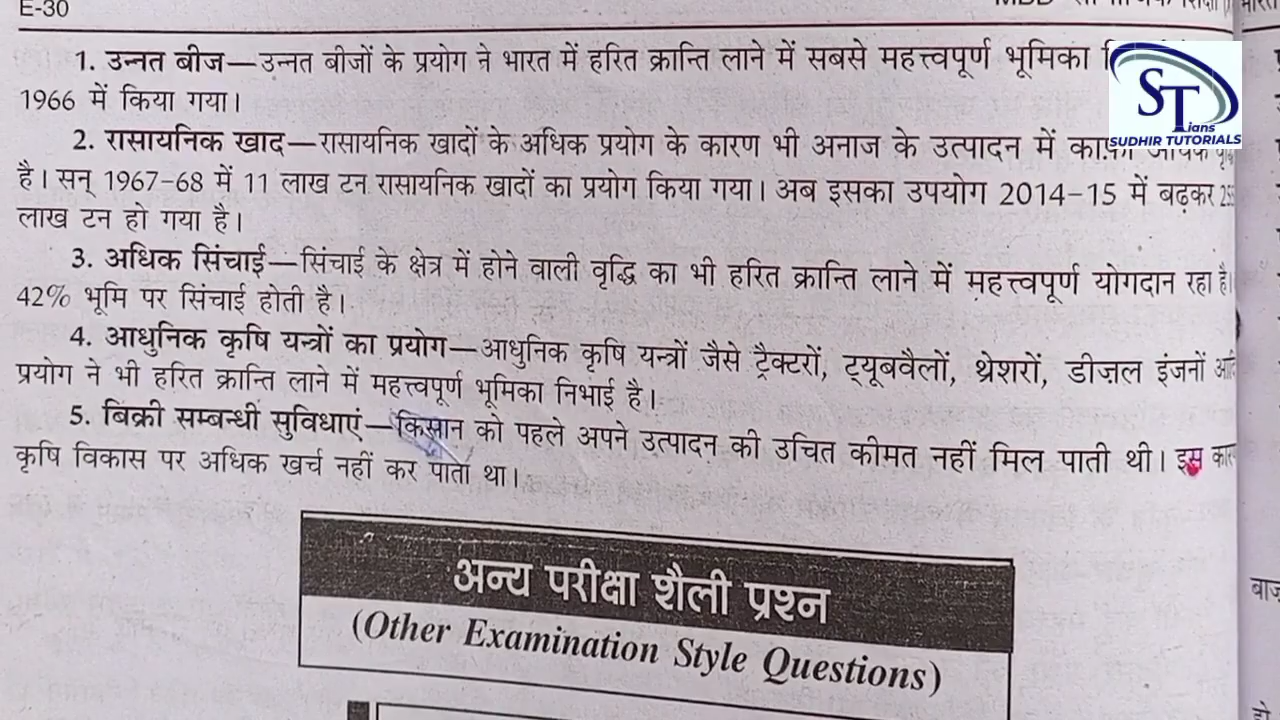 E-30
1. उन्नत बीज—उन्नत बीजों के प्रयोग ने भारत में हरित क्रान्ति लाने में सबसे महत्त्वपूर्ण भूमिका
1966 में किया गया।
2. रासायनिक खाद—रासायनिक खादों के अधिक प्रयोग के कारण भी अनाज के उत्पादन में
है। सन् 1967-68 में 11 लाख टन रासायनिक खादों का प्रयोग किया गया। अब इसका उपयोग 2014-15 में बढ़कर
लाख टन हो गया है।
3. अधिक सिंचाई—सिंचाई के क्षेत्र में होने वाली वृद्धि का भी हरित क्रान्ति लाने में महत्त्वपूर्ण योगदान रहा है।
42% भूमि पर सिंचाई होती है।
4. आधुनिक कृषि यन्त्रों का प्रयोग—आधुनिक कृषि यन्त्रों जैसे ट्रैक्टरों, ट्यूबवैलों, थ्रेशरों, डीज़ल इंजनों
प्रयोग ने भी हरित क्रान्ति लाने में महत्त्वपूर्ण भूमिका निभाई है।
5. बिक्री सम्बन्धी सुविधाएं—किसान को पहले अपने उत्पादन की उचित कीमत नहीं मिल पाती थी। इस
कृषि विकास पर अधिक खर्च नहीं कर पाता था।
अन्य परीक्षा शैली प्रश्न
(Other Examination Style Questions)
ST
ians
SUDHIR TUTORIALS